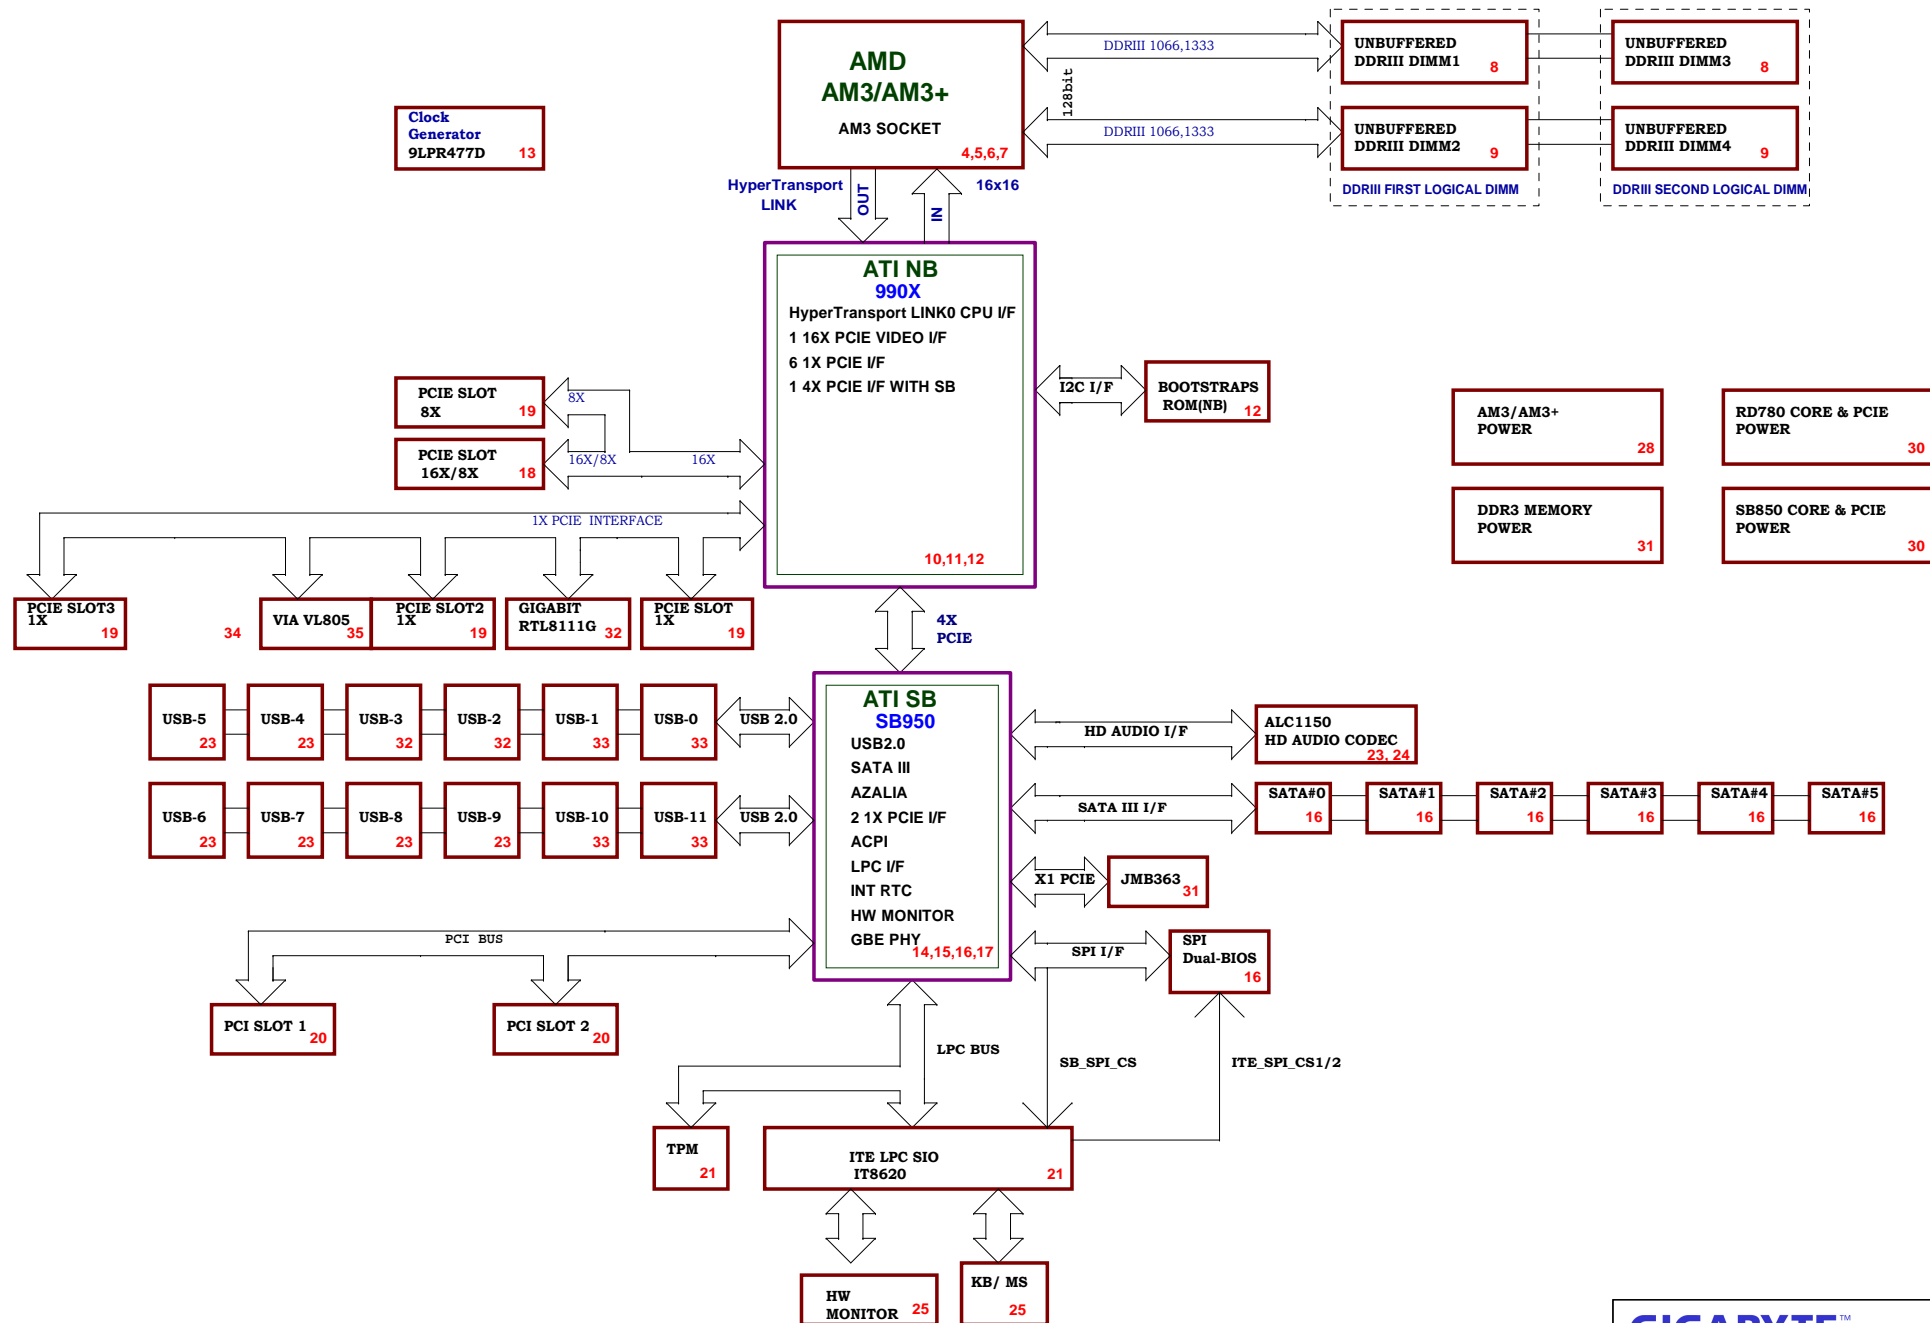 AMD
AM3/AM3+
AM3 SOCKET
4,5,6,7
DDRIII 1066,1333
128bit
DDRIII 1066,1333
UNBUFFERED
DDRIII DIMM1
8
UNBUFFERED
DDRIII DIMM3
8
UNBUFFERED
DDRIII DIMM2
9
UNBUFFERED
DDRIII DIMM4
9
DDRIII FIRST LOGICAL DIMM
DDRIII SECOND LOGICAL DIMM
Clock
Generator
9LPR477D
13
HyperTransport
LINK
OUT
IN
16x16
ATI NB
990X
HyperTransport LINK0 CPU I/F
1 16X PCIE VIDEO I/F
6 1X PCIE I/F
1 4X PCIE I/F WITH SB
10,11,12
I2C I/F
BOOTSTRAPS
ROM(NB)
12
PCIE SLOT
8X
19
8X
PCIE SLOT
16X/8X
18
16X/8X
16X
AM3/AM3+
POWER
28
RD780 CORE & PCIE
POWER
30
DDR3 MEMORY
POWER
31
SB850 CORE & PCIE
POWER
30
1X PCIE INTERFACE
PCIE SLOT3
1X
19
34
VIA VL805
35
PCIE SLOT2
1X
19
GIGABIT
RTL8111G
32
PCIE SLOT
1X
19
4X
PCIE
USB-5
23
USB-4
23
USB-3
32
USB-2
32
USB-1
33
USB-0
33
USB 2.0
USB-6
23
USB-7
23
USB-8
23
USB-9
23
USB-10
33
USB-11
33
USB 2.0
ATI SB
SB950
USB2.0
SATA III
AZALIA
2 1X PCIE I/F
ACPI
LPC I/F
INT RTC
HW MONITOR
GBE PHY
14,15,16,17
HD AUDIO I/F
ALC1150
HD AUDIO CODEC
23, 24
SATA III I/F
SATA#0
16
SATA#1
16
SATA#2
16
SATA#3
16
SATA#4
16
SATA#5
16
X1 PCIE
JMB363
31
SPI I/F
SPI
Dual-BIOS
16
PCI BUS
PCI SLOT 1
20
PCI SLOT 2
20
LPC BUS
SB_SPI_CS
ITE_SPI_CS1/2
TPM
21
ITE LPC SIO
IT8620
21
HW
MONITOR
25
KB/ MS
25
GIGABYTE™